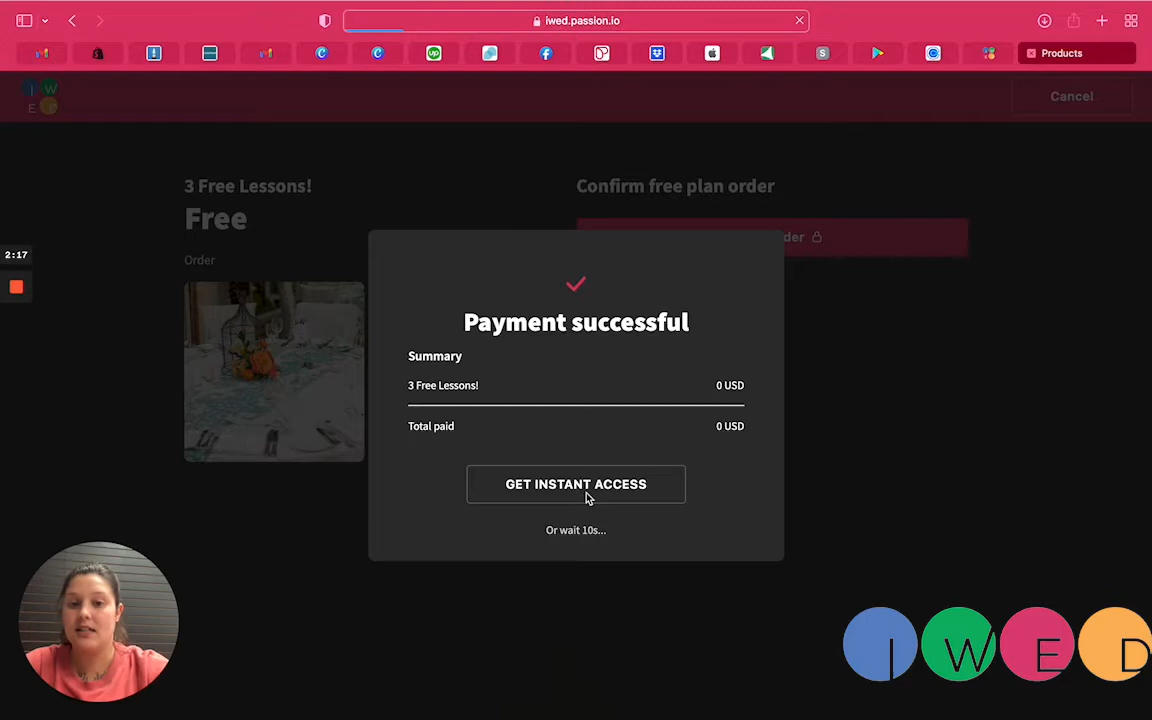 iwed.passion.io
Products
I W
E D
Cancel
3 Free Lessons!
Free
Confirm free plan order
der
Order
2:17
Payment successful
Summary
3 Free Lessons! 0 USD
Total paid 0 USD
GET INSTANT ACCESS
Or wait 10s...
I W E D